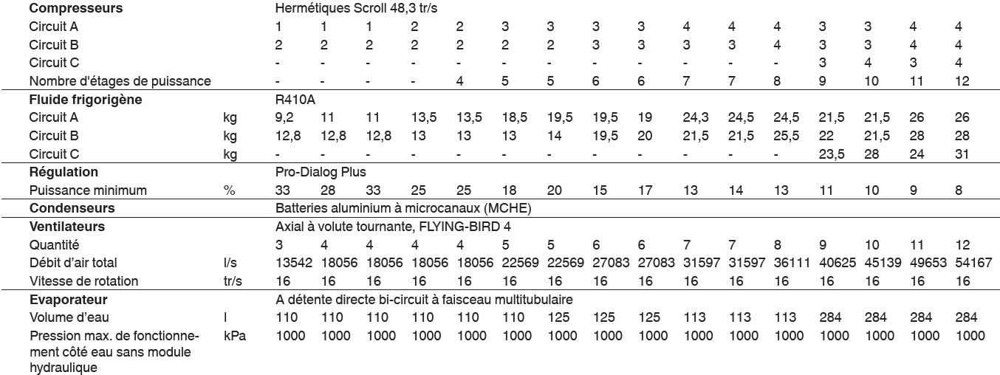 Compresseurs Hermétiques Scroll 48,3 tr/s
Circuit A 1 1 1 2 2 3 3 3 3 4 4 4 3 3 4 4
Circuit B 2 2 2 2 2 2 2 3 3 3 3 4 3 3 4 4
Circuit C - - - - - - - - - - - - 3 4 3 4
Nombre d'étages de puissance - - - - 4 5 5 6 6 7 7 8 9 10 11 12
Fluide frigorigène R410A
Circuit A kg 9,2 11 11 13,5 13,5 18,5 19,5 19,5 19 24,3 24,5 24,5 21,5 21,5 26 26
Circuit B kg 12,8 12,8 12,8 13 13 13 14 19,5 20 21,5 21,5 25,5 22 21,5 28 28
Circuit C kg - - - - - - - - - - - - 23,5 28 24 31
Régulation Pro-Dialog Plus
Puissance minimum % 33 28 33 25 25 18 20 15 17 13 14 13 11 10 9 8
Condenseurs Batteries aluminium à microcanaux (MCHE)
Ventilateurs Axial à volute tournante, FLYING-BIRD 4
Quantité 3 4 4 4 4 5 5 6 6 7 7 8 9 10 11 12
Débit d'air total l/s 13542 18056 18056 18056 18056 22569 22569 27083 27083 31597 31597 36111 40625 45139 49653 54167
Vitesse de rotation tr/s 16 16 16 16 16 16 16 16 16 16 16 16 16 16 16 16
Evaporateur A détente directe bi-circuit à faisceau multitubulaire
Volume d'eau l 110 110 110 110 110 110 125 125 125 113 113 113 284 284 284 284
Pression max. de fonctionne- kPa 1000 1000 1000 1000 1000 1000 1000 1000 1000 1000 1000 1000 1000 1000 1000 1000
ment côté eau sans module
hydraulique